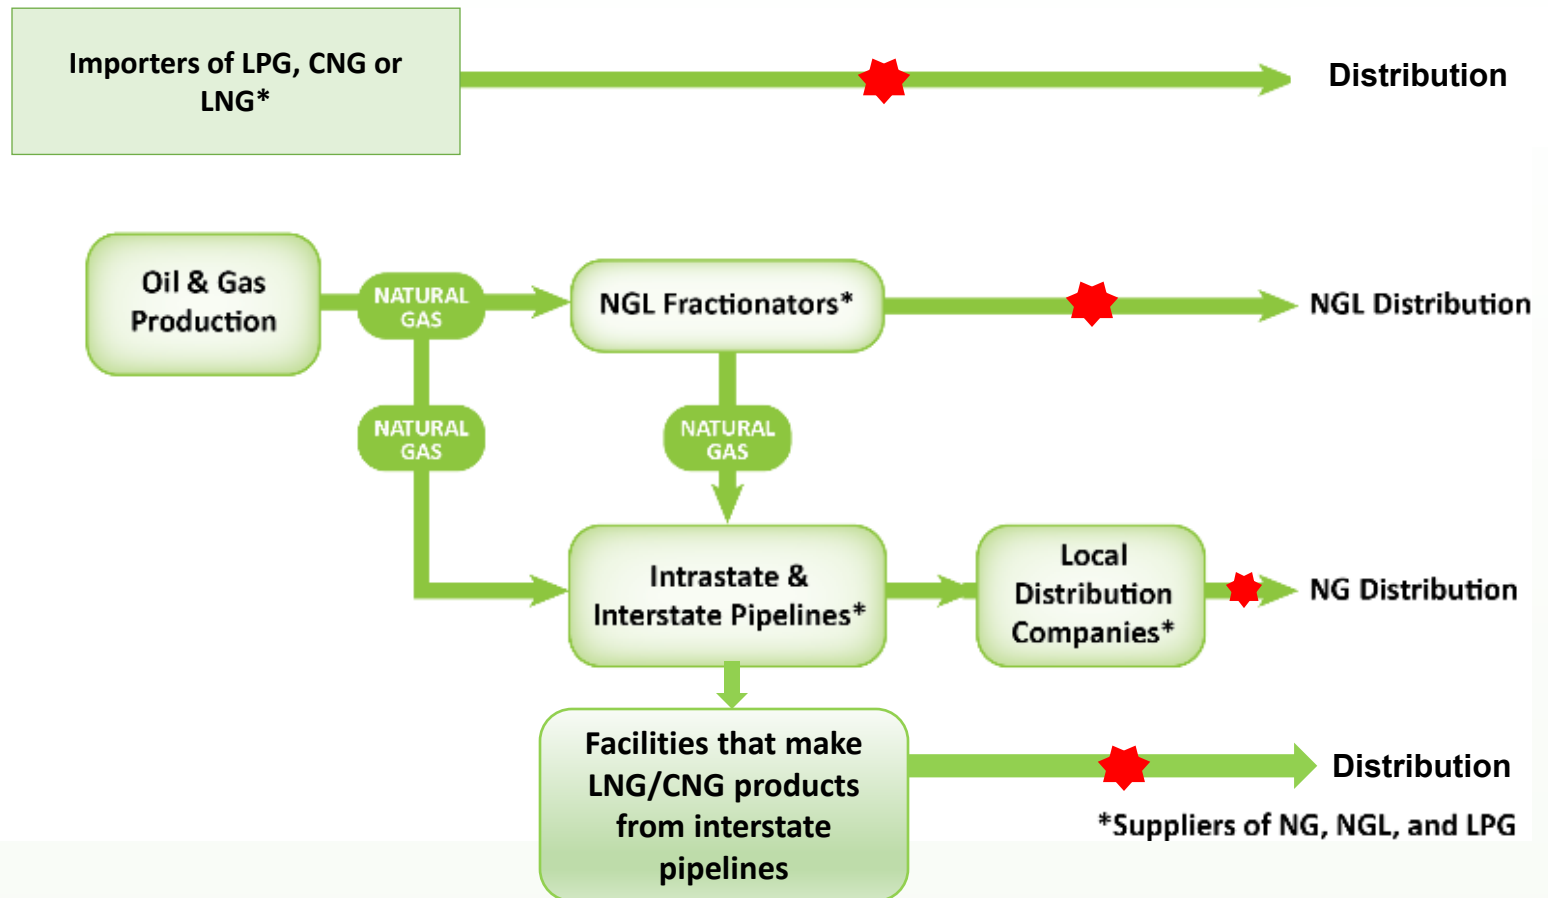 Importers of LPG, CNG or
LNG*
Distribution
Oil & Gas
Production
NATURAL
GAS
NGL Fractionators*
NGL Distribution
NATURAL
GAS
NATURAL
GAS
Intrastate &
Interstate Pipelines*
Local
Distribution
Companies*
NG Distribution
Facilities that make
LNG/CNG products
from interstate
pipelines
Distribution
*Suppliers of NG, NGL, and LPG